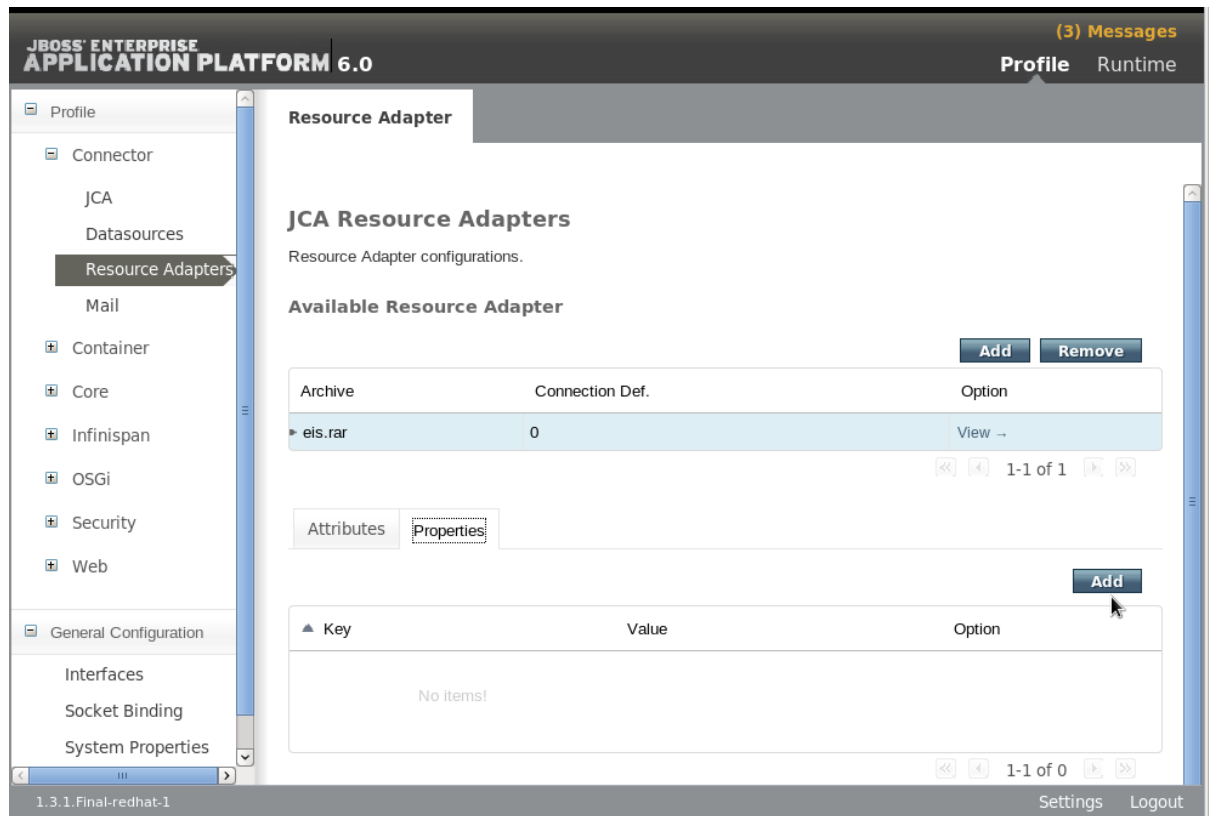 (3) Messages
JBOSS' ENTERPRISE
APPLICATION PLATFORM 6.0
Profile Runtime
Profile
Connector
JCA
Datasources
Resource Adapters
Mail
Container
Core
Infinispan
OSGi
Security
Web
General Configuration
Interfaces
Socket Binding
System Properties
Resource Adapter
JCA Resource Adapters
Resource Adapter configurations.
Available Resource Adapter
Add Remove
Archive Connection Def. Option
eis.rar 0 View →
1-1 of 1
Attributes Properties
Add
Key Value Option
No items!
1-1 of 0
1.3.1.Final-redhat-1
Settings Logout